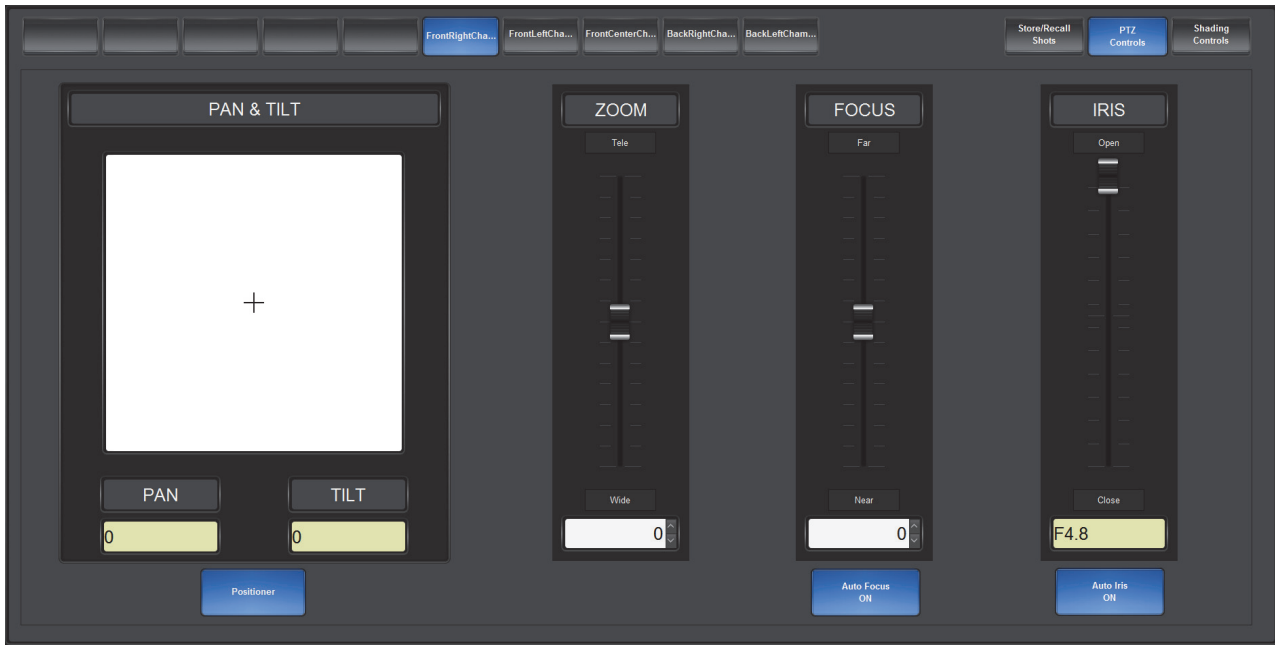 FrontRightCha...
FrontLeftCha...
FrontCenterCh...
BackRightCha...
BackLeftCham...
Store/Recall
Shots
PTZ
Controls
Shading
Controls
PAN & TILT
PAN
TILT
0
0
Positioner
ZOOM
Tele
Wide
0
FOCUS
Far
Near
0
Auto Focus
ON
IRIS
Open
Close
F4.8
Auto Iris
ON